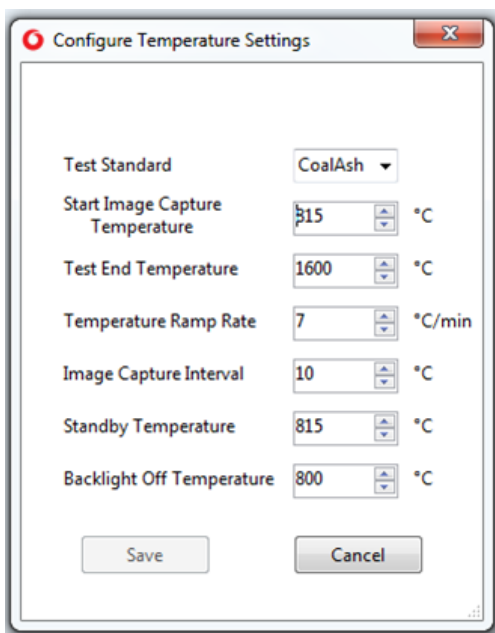 Configure Temperature Settings
Test Standard CoalAsh
Start Image Capture
Temperature 815 °C
Test End Temperature 1600 °C
Temperature Ramp Rate 7 °C/min
Image Capture Interval 10 °C
Standby Temperature 815 °C
Backlight Off Temperature 800 °C
Save Cancel